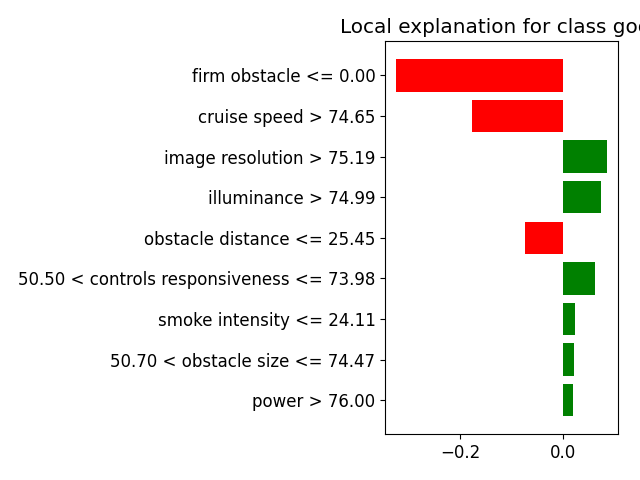 Local explanation for class goo
firm obstacle <= 0.00
cruise speed > 74.65
image resolution > 75.19
illuminance > 74.99
obstacle distance <= 25.45
50.50 < controls responsiveness <= 73.98
smoke intensity <= 24.11
50.70 < obstacle size <= 74.47
power > 76.00
−0.2 0.0